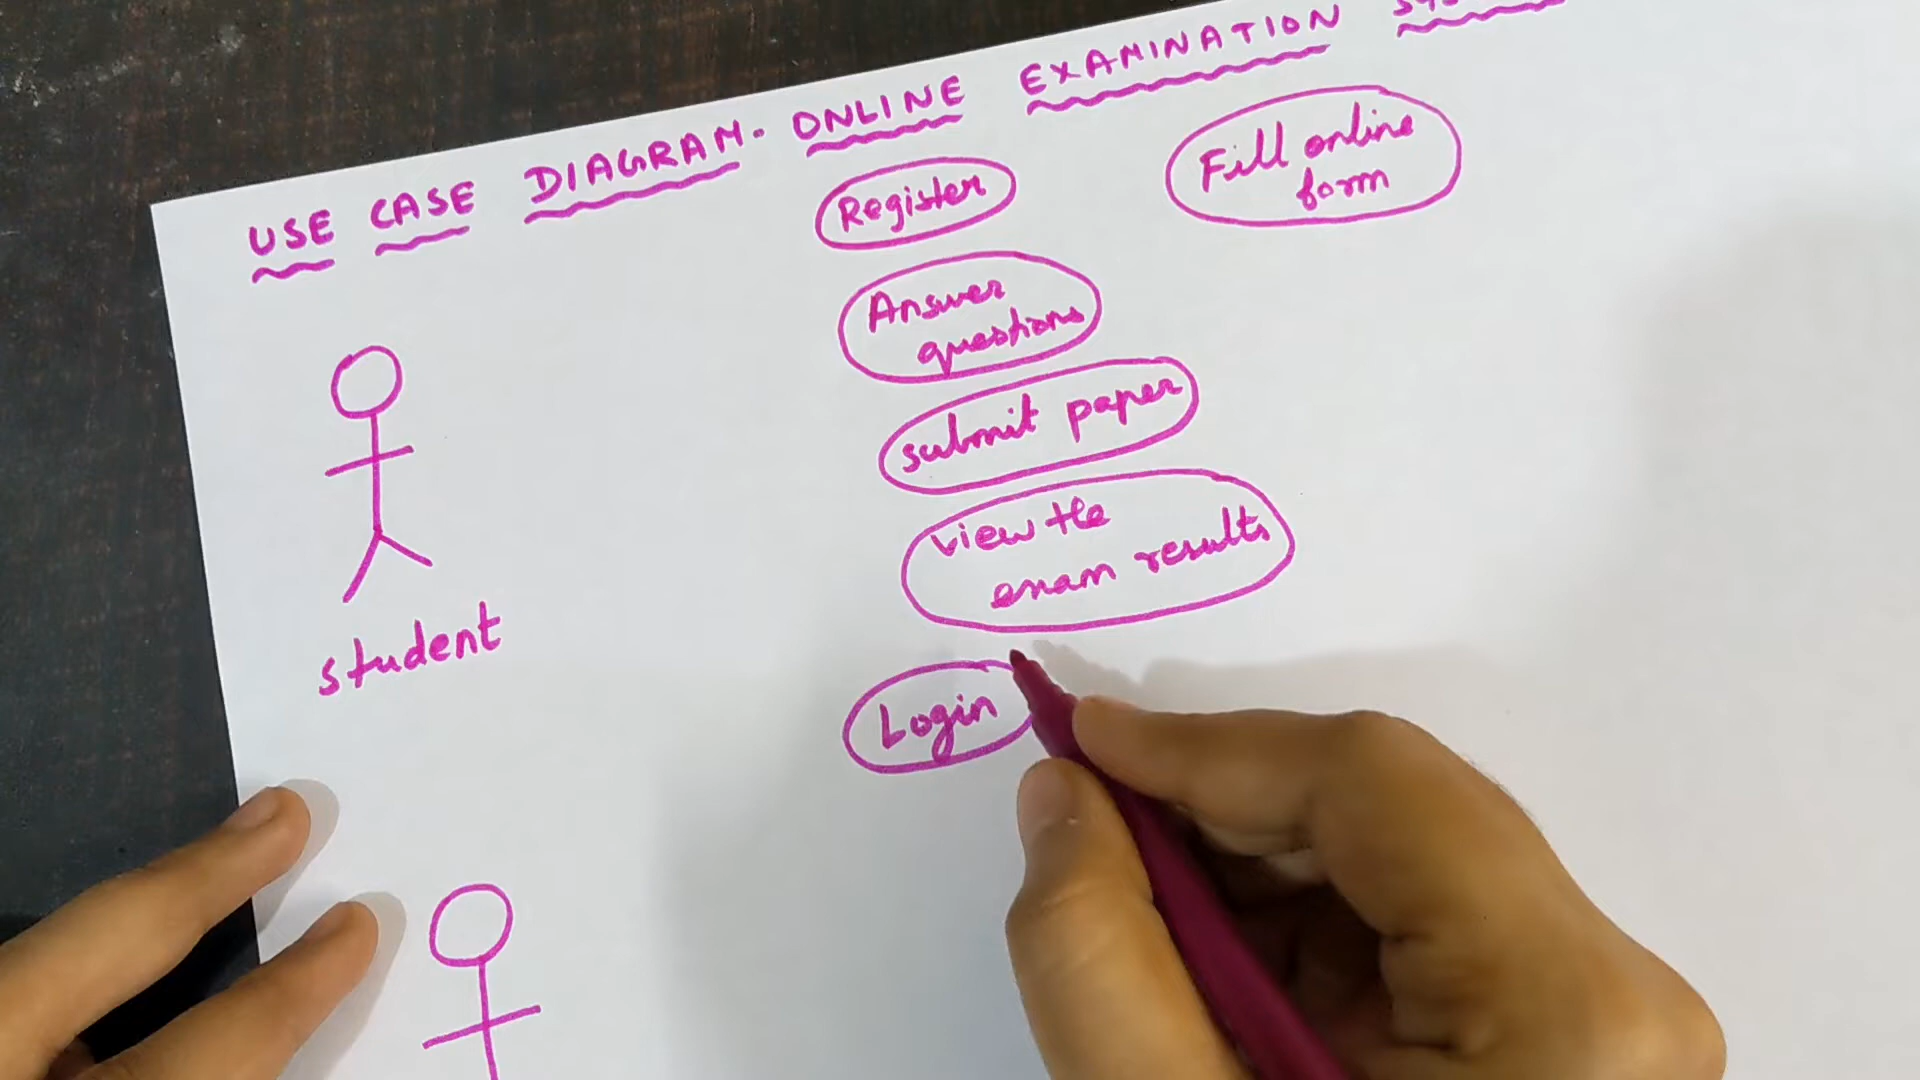 USE CASE DIAGRAM. ONLINE EXAMINATION
Register
Fill online
form
Answer
questions
submit paper
view the
exam results
student
Login